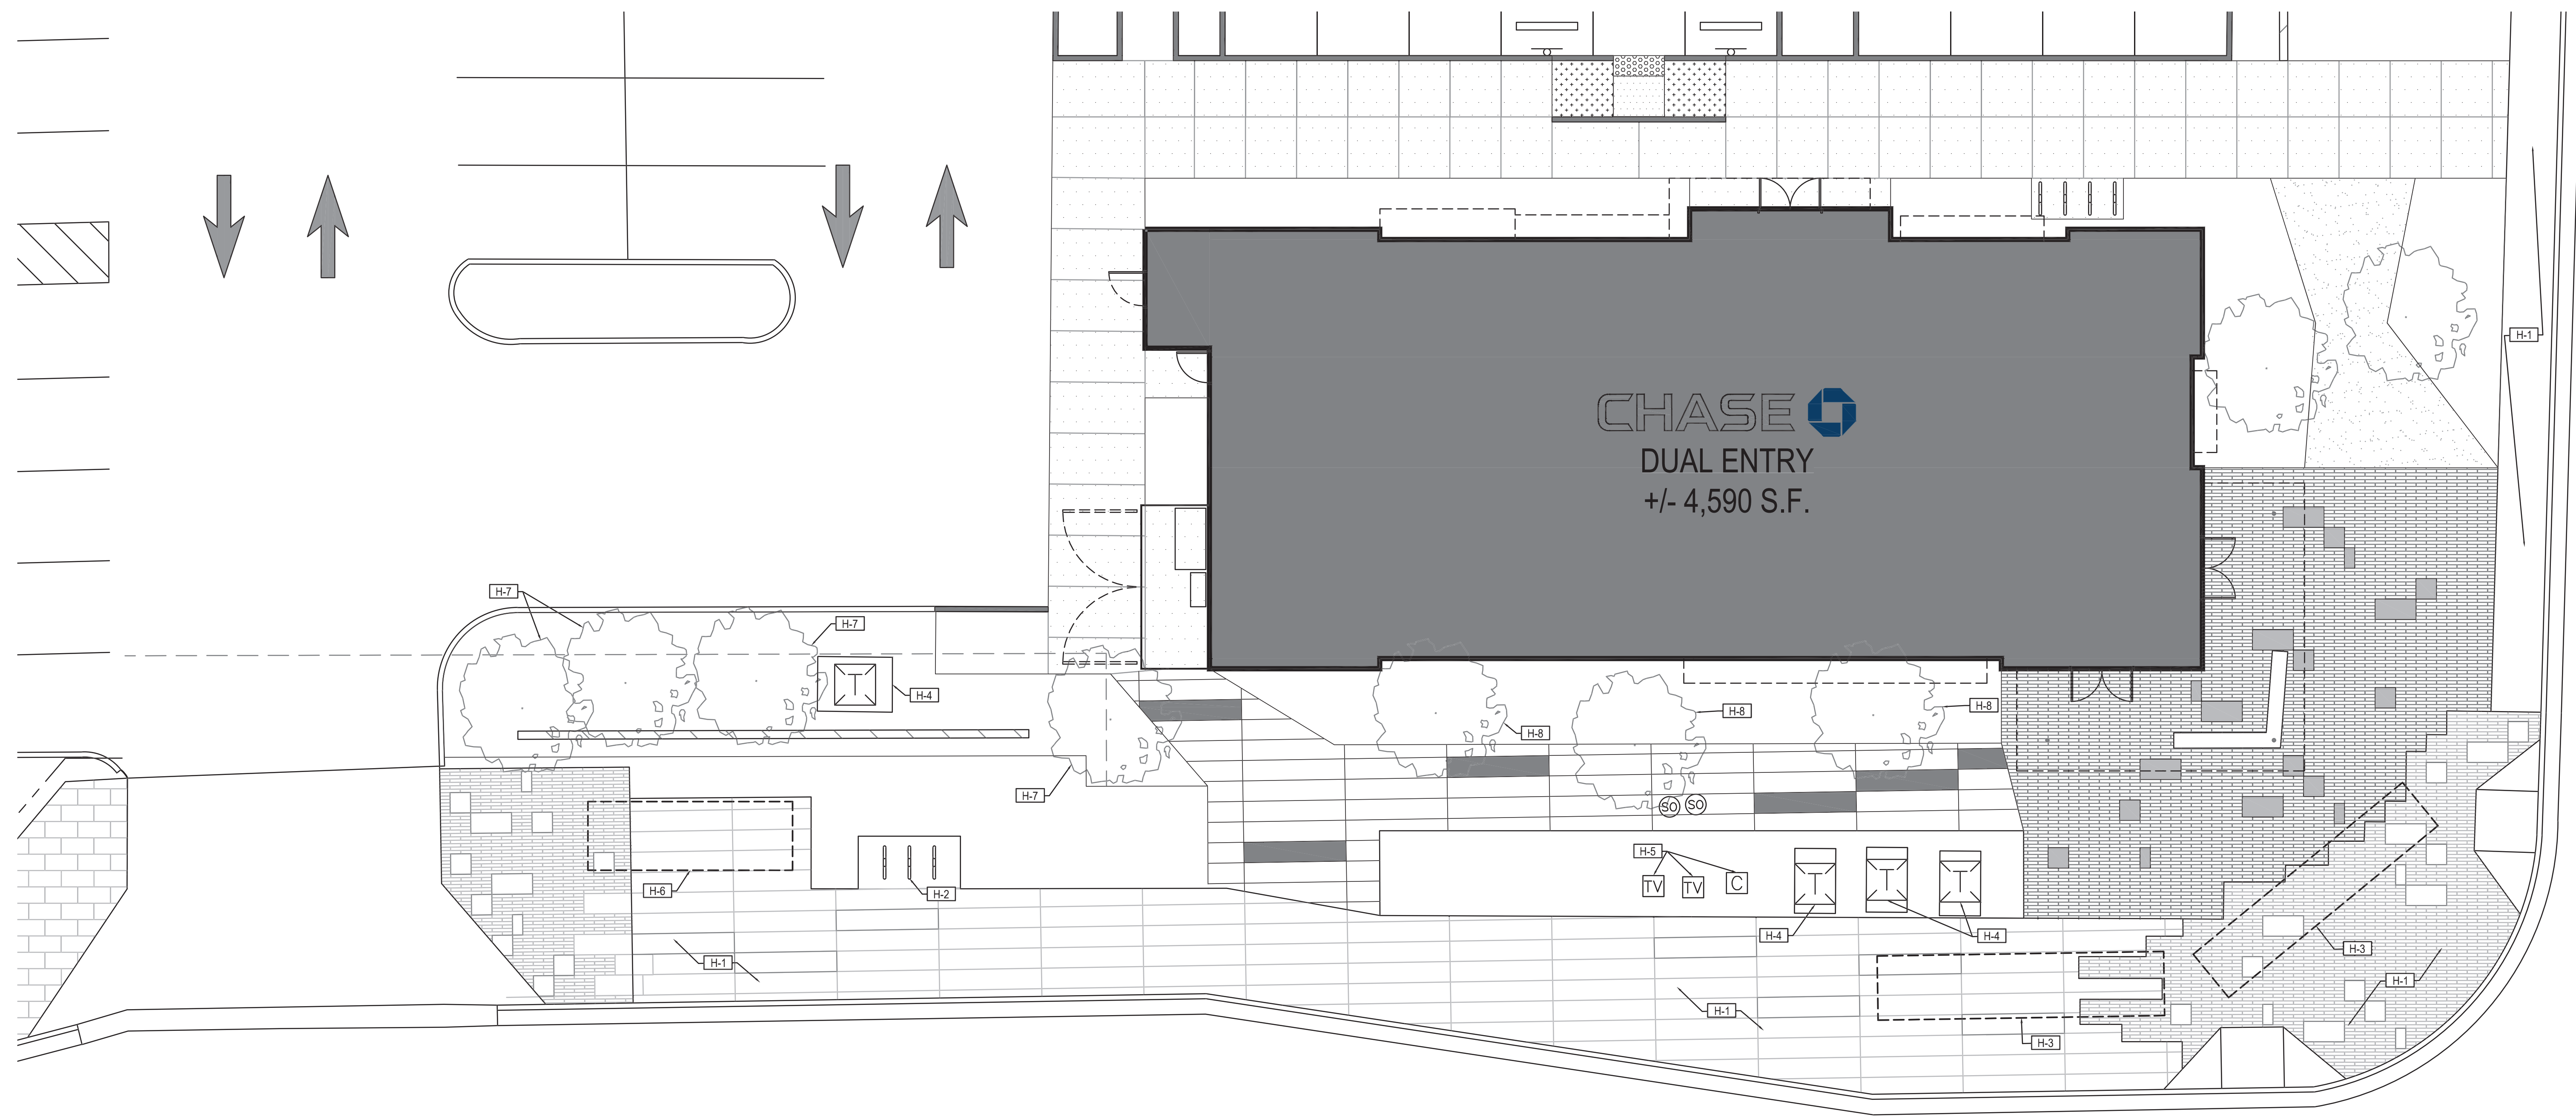 H-1
CHASE
DUAL ENTRY
+/- 4,590 S.F.
H-7
H-7
T
H-4
H-8
H-8
H-8
H-7
SO
SO
H-5
TV
TV
C
T
T
T
H-6
H-2
H-4
H-4
H-3
H-1
H-1
H-1
H-3